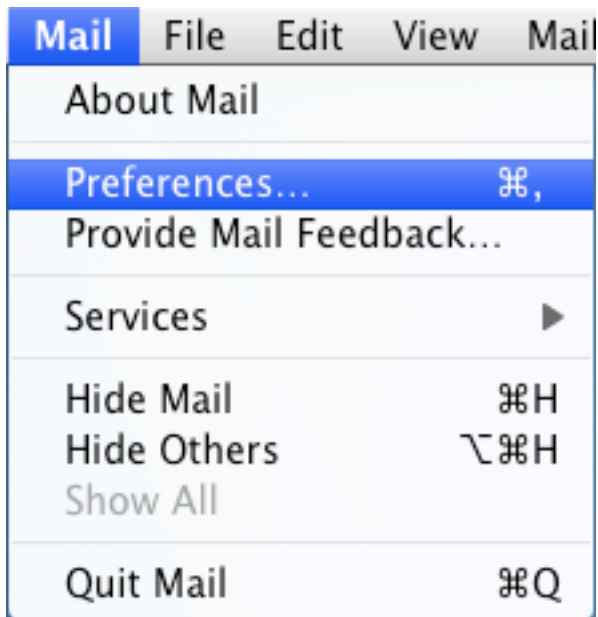 Mail File Edit View Mail
About Mail
Preferences... ⌘,
Provide Mail Feedback...
Services ▶
Hide Mail ⌘H
Hide Others ⌥⌘H
Show All
Quit Mail ⌘Q